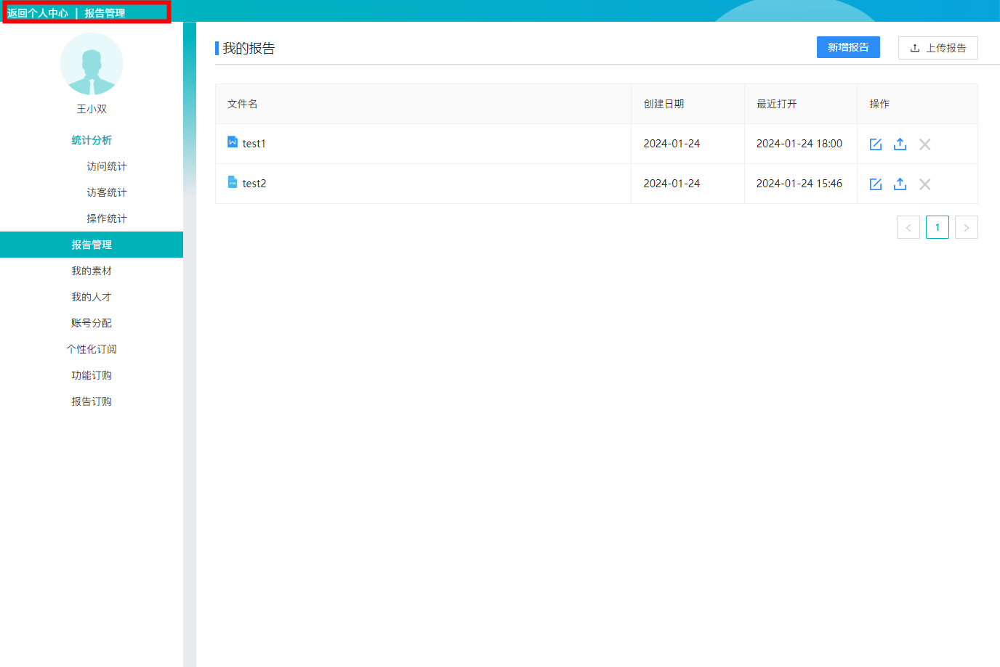 返回个人中心 | 报告管理
王小双
统计分析
访问统计
访客统计
操作统计
报告管理
我的素材
我的人才
账号分配
个性化订阅
功能订购
报告订购
我的报告 新增报告 上传报告
文件名 创建日期 最近打开 操作
test1 2024-01-24 2024-01-24 18:00
test2 2024-01-24 2024-01-24 15:46
< 1 >